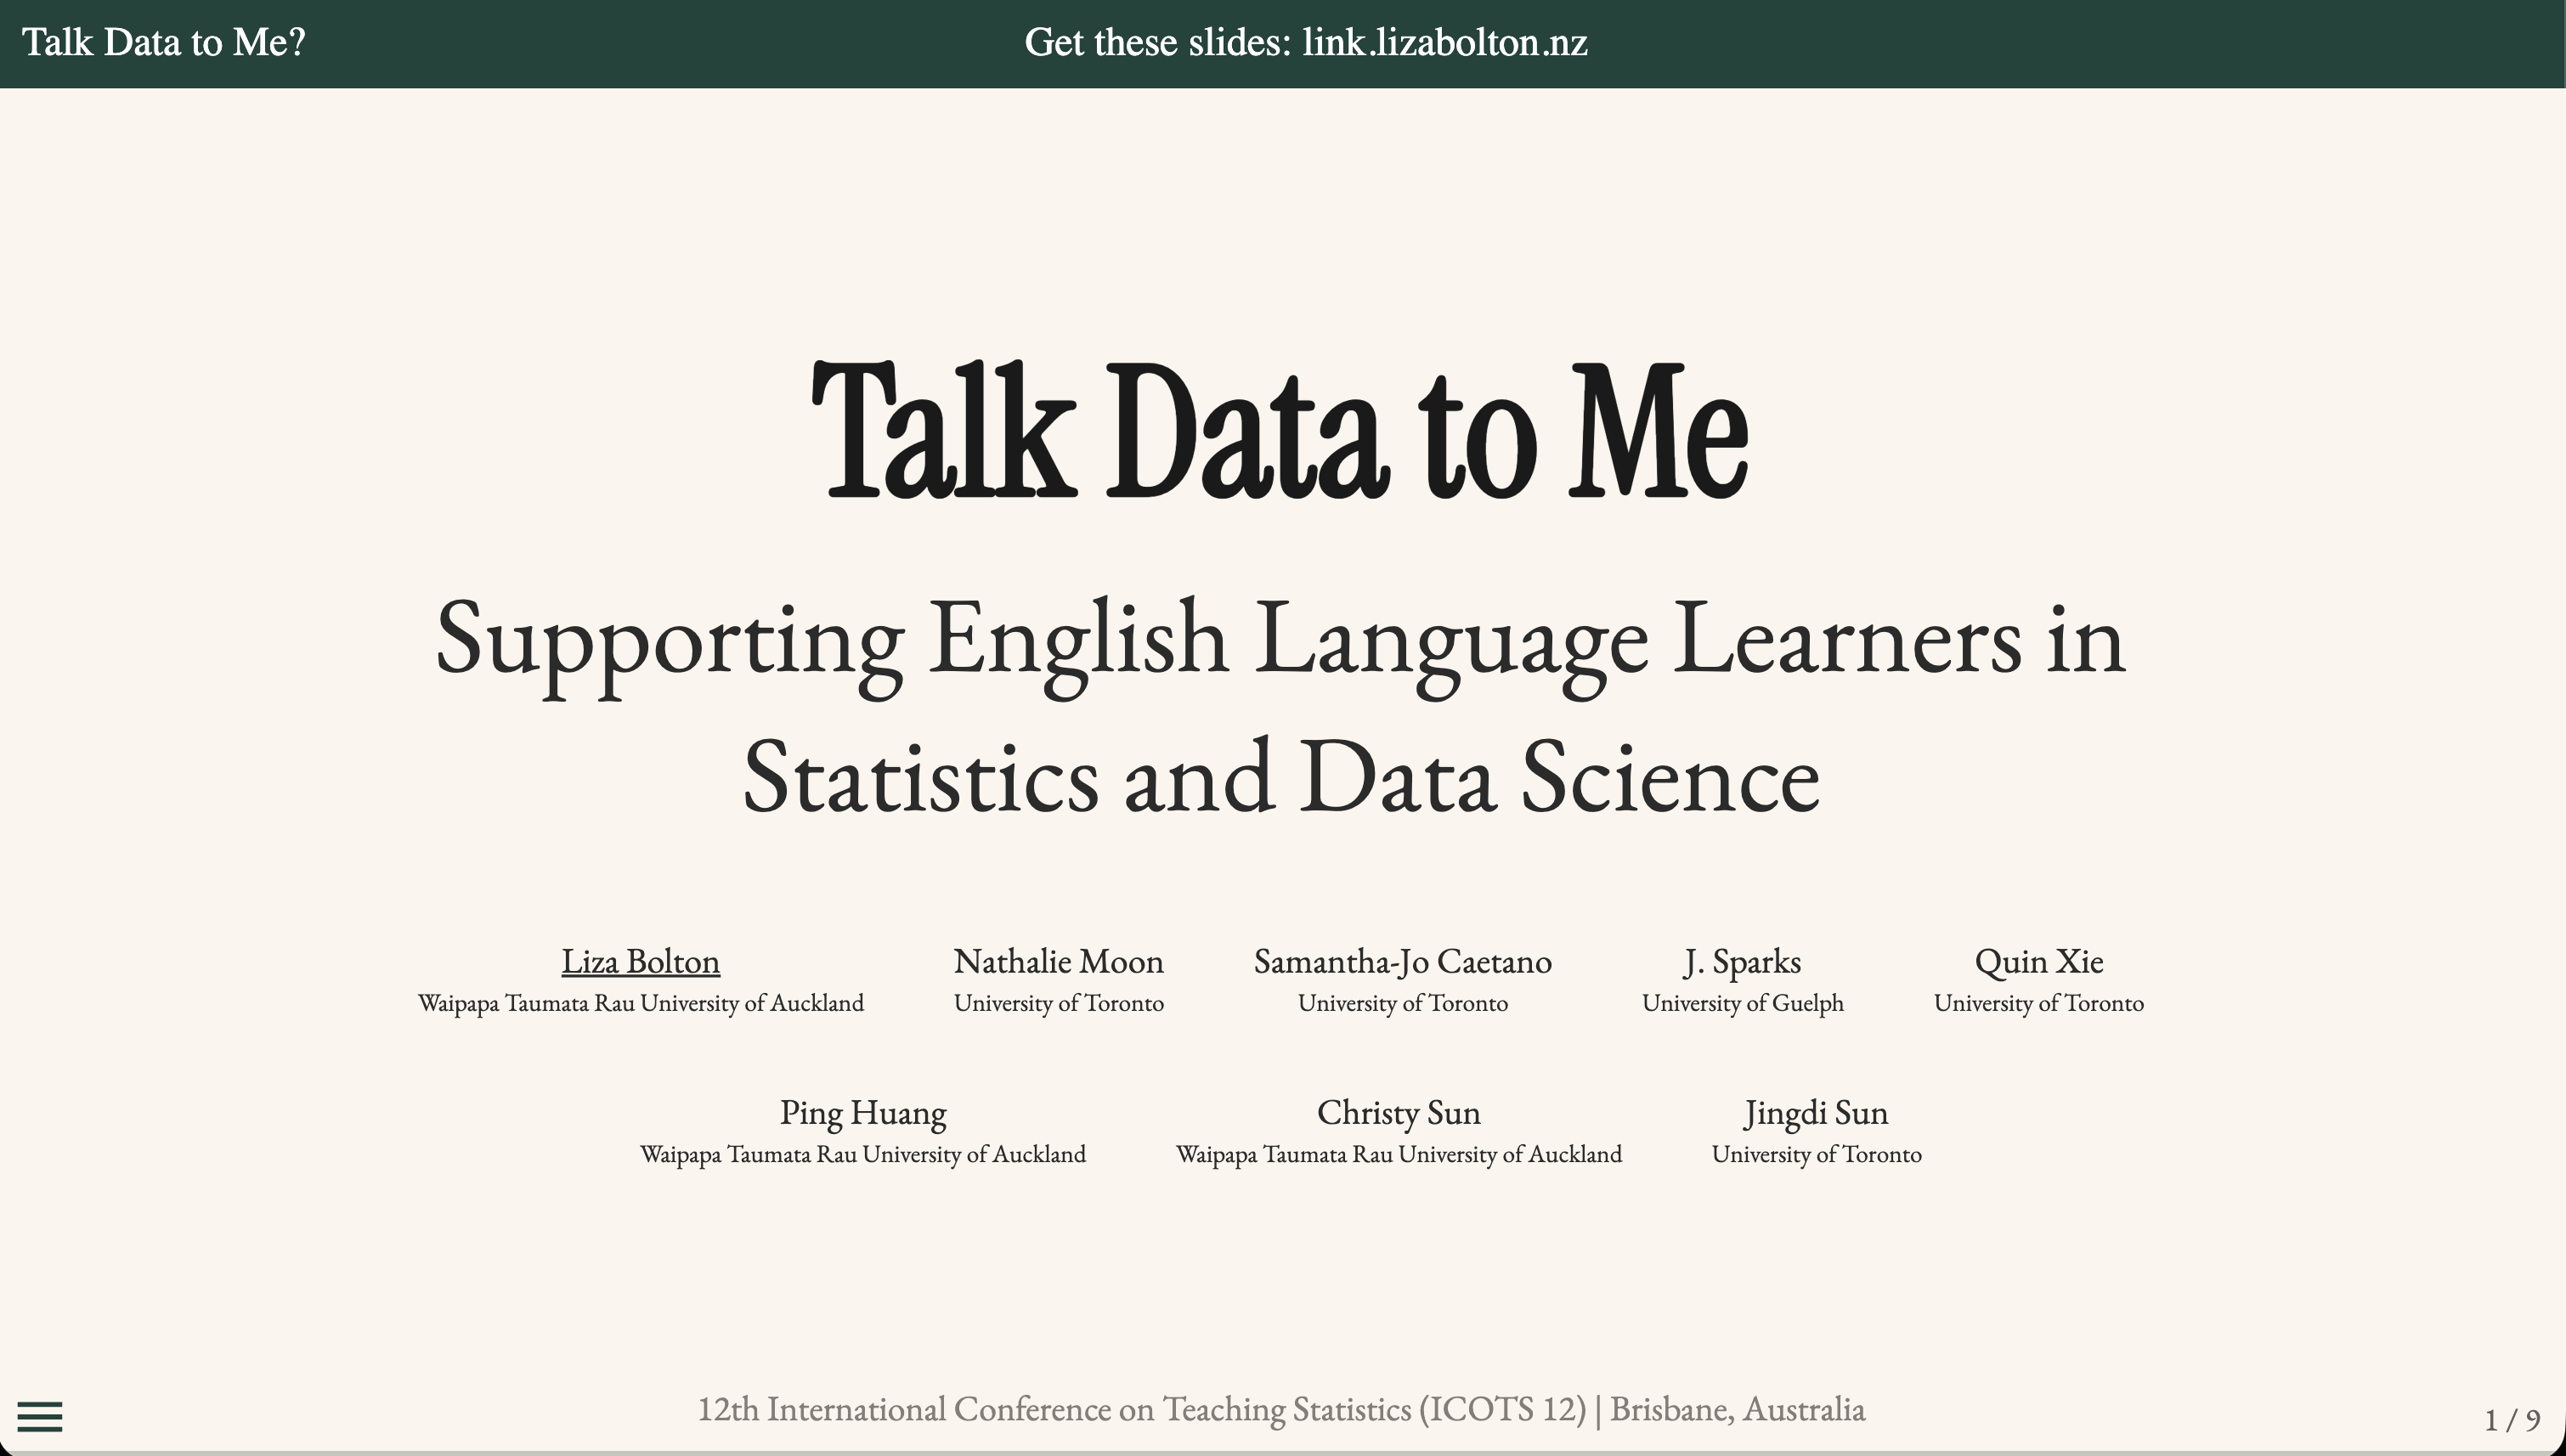 Talk Data to Me?
Get these slides: link.lizabolton.nz
Talk Data to Me
Supporting English Language Learners in
Statistics and Data Science
Liza Bolton
Waipapa Taumata Rau University of Auckland
Nathalie Moon
University of Toronto
Samantha-Jo Caetano
University of Toronto
J. Sparks
University of Guelph
Quin Xie
University of Toronto
Ping Huang
Waipapa Taumata Rau University of Auckland
Christy Sun
Waipapa Taumata Rau University of Auckland
Jingdi Sun
University of Toronto
12th International Conference on Teaching Statistics (ICOTS 12) | Brisbane, Australia
1 / 9